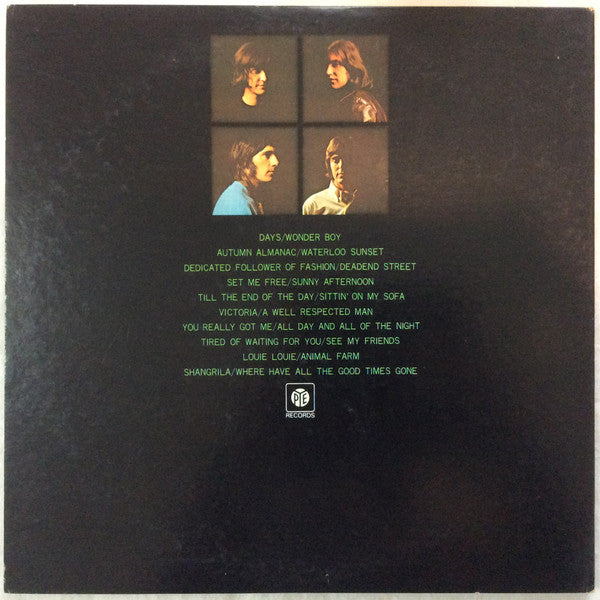 DAYS/WONDER BOY
AUTUMN ALMANAC/WATERLOO SUNSET
DEDICATED FOLLOWER OF FASHION/DEADEND STREET
SET ME FREE/SUNNY AFTERNOON
TILL THE END OF THE DAY/SITTIN' ON MY SOFA
VICTORIA/A WELL RESPECTED MAN
YOU REALLY GOT ME/ALL DAY AND ALL OF THE NIGHT
TIRED OF WAITING FOR YOU/SEE MY FRIENDS
LOUIE LOUIE/ANIMAL FARM
SHANGRILA/WHERE HAVE ALL THE GOOD TIMES GONE
PYE
RECORDS